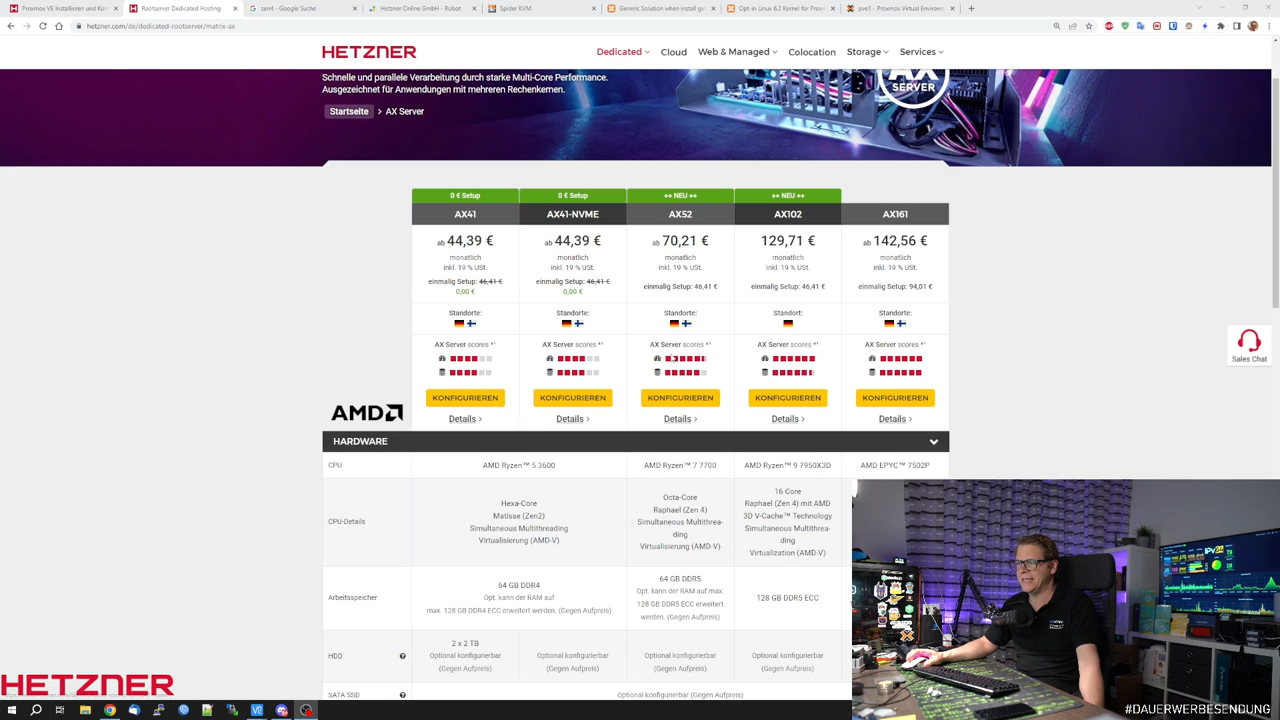 Proxmox VE Installieren und Kon
Rootserver Dedicated Hosting
zen4 - Google Suche
Hetzner Online GmbH - Robot
Spider KVM
Generic Solution when install ge
Opt-in Linux 6.2 Kernel for Prox
pve1 - Proxmox Virtual Environ
hetzner.com/de/dedicated-rootserver/matrix-ax
HETZNER
Dedicated
Cloud
Web & Managed
Colocation
Storage
Services
Schnelle und parallele Verarbeitung durch starke Multi-Core Performance.
Ausgezeichnet für Anwendungen mit mehreren Rechenkernen.
AX
SERVER
Startseite > AX Server
0 € Setup
0 € Setup
++ NEU ++
++ NEU ++
AX41
AX41-NVME
AX52
AX102
AX161
ab 44,39 €
ab 44,39 €
ab 70,21 €
129,71 €
ab 142,56 €
monatlich
monatlich
monatlich
monatlich
monatlich
inkl. 19 % USt.
inkl. 19 % USt.
inkl. 19 % USt.
inkl. 19 % USt.
inkl. 19 % USt.
einmalig Setup: 46,41 €
0,00 €
einmalig Setup: 46,41 €
0,00 €
einmalig Setup: 46,41 €
einmalig Setup: 46,41 €
einmalig Setup: 94,01 €
Standorte:
Standorte:
Standorte:
Standort:
Standorte:
AX Server scores *¹
AX Server scores *¹
AX Server scores *¹
AX Server scores *¹
AX Server scores *¹
KONFIGURIEREN
KONFIGURIEREN
KONFIGURIEREN
KONFIGURIEREN
KONFIGURIEREN
Details >
Details >
Details >
Details >
Details >
Sales Chat
AMD
HARDWARE
CPU
AMD Ryzen™ 5 3600
AMD Ryzen™ 7 7700
AMD Ryzen™ 9 7950X3D
AMD EPYC™ 7502P
CPU-Details
Hexa-Core
Matisse (Zen2)
Simultaneous Multithreading
Virtualisierung (AMD-V)
Octa-Core
Raphael (Zen 4)
Simultaneous Multithrea-
ding
Virtualisierung (AMD-V)
16 Core
Raphael (Zen 4) mit AMD
3D V-Cache™ Technology
Simultaneous Multithrea-
ding
Virtualization (AMD-V)
Arbeitsspeicher
64 GB DDR4
Opt. kann der RAM auf
max. 128 GB DDR4 ECC erweitert werden. (Gegen Aufpreis)
64 GB DDR5
Opt. kann der RAM auf max.
128 GB DDR5 ECC erweitert
werden. (Gegen Aufpreis)
128 GB DDR5 ECC
HDD
2 x 2 TB
Optional konfigurierbar
(Gegen Aufpreis)
Optional konfigurierbar
(Gegen Aufpreis)
Optional konfigurierbar
(Gegen Aufpreis)
Optional konfigurierbar
(Gegen Aufpreis)
SATA SSD
Optional konfigurierbar (Gegen Aufpreis)
HETZNER
IPV64
#DAUERWERBESENDUNG